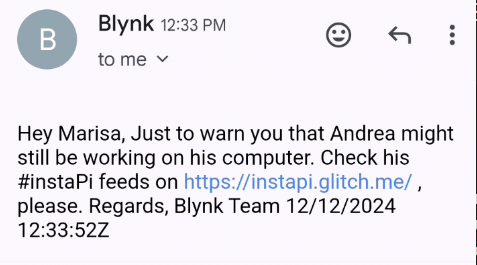 B
Blynk 12:33 PM
to me
Hey Marisa, Just to warn you that Andrea might
still be working on his computer. Check his
#instaPi feeds on https://instapi.glitch.me/ ,
please. Regards, Blynk Team 12/12/2024
12:33:52Z